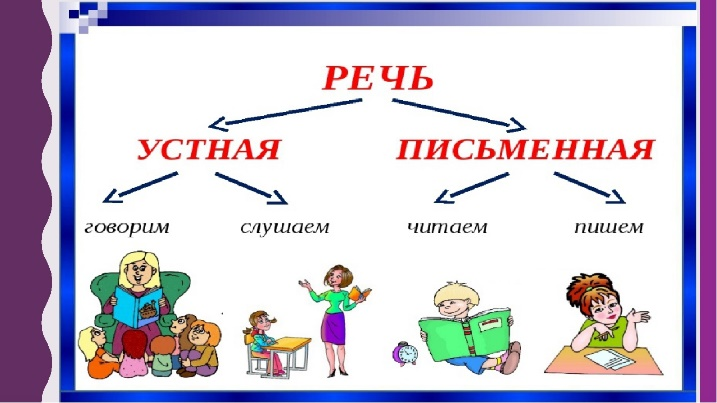 РЕЧЬ
УСТНАЯ ПИСЬМЕННАЯ
говорим слушаем читаем пишем